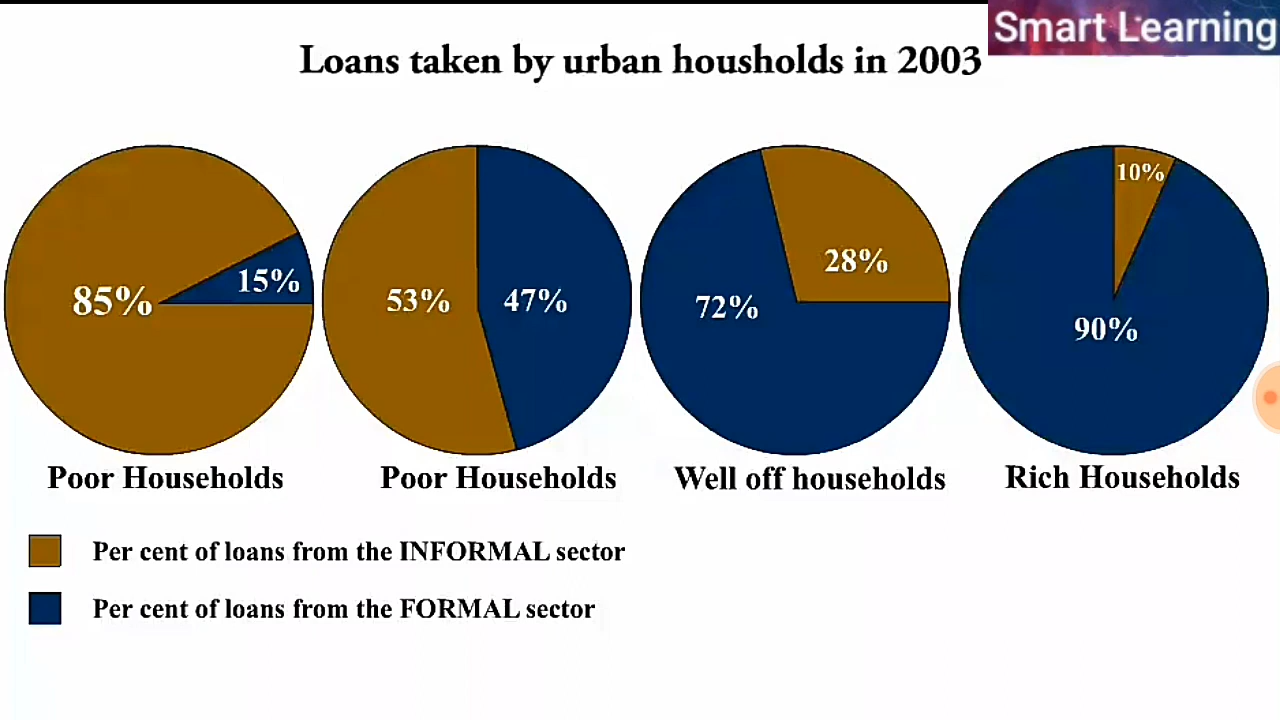 Smart Learning
Loans taken by urban housholds in 2003
85%
15%
53%
47%
72%
28%
10%
90%
Poor Households
Poor Households
Well off households
Rich Households
Per cent of loans from the INFORMAL sector
Per cent of loans from the FORMAL sector